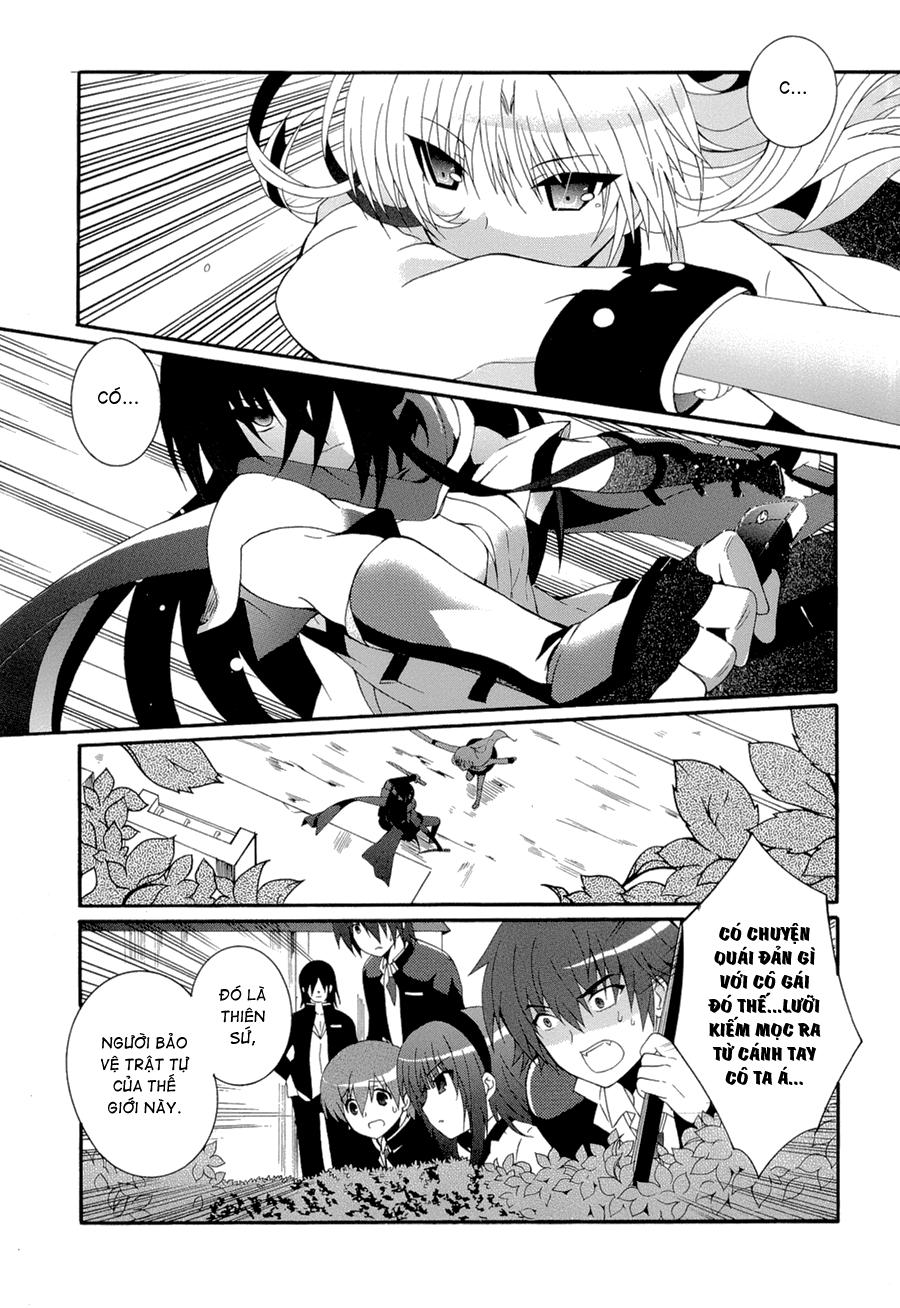 C...
CÓ...
CÓ CHUYỆN
QUÁI ĐẢN GÌ
VỚI CÔ GÁI
ĐÓ THẾ...LƯỠI
KIẾM MỌC RA
TỪ CÁNH TAY
CÔ TA Á...
ĐÓ LÀ
THIÊN
SỨ,
NGƯỜI BẢO
VỆ TRẬT TỰ
CỦA THẾ
GIỚI NÀY.